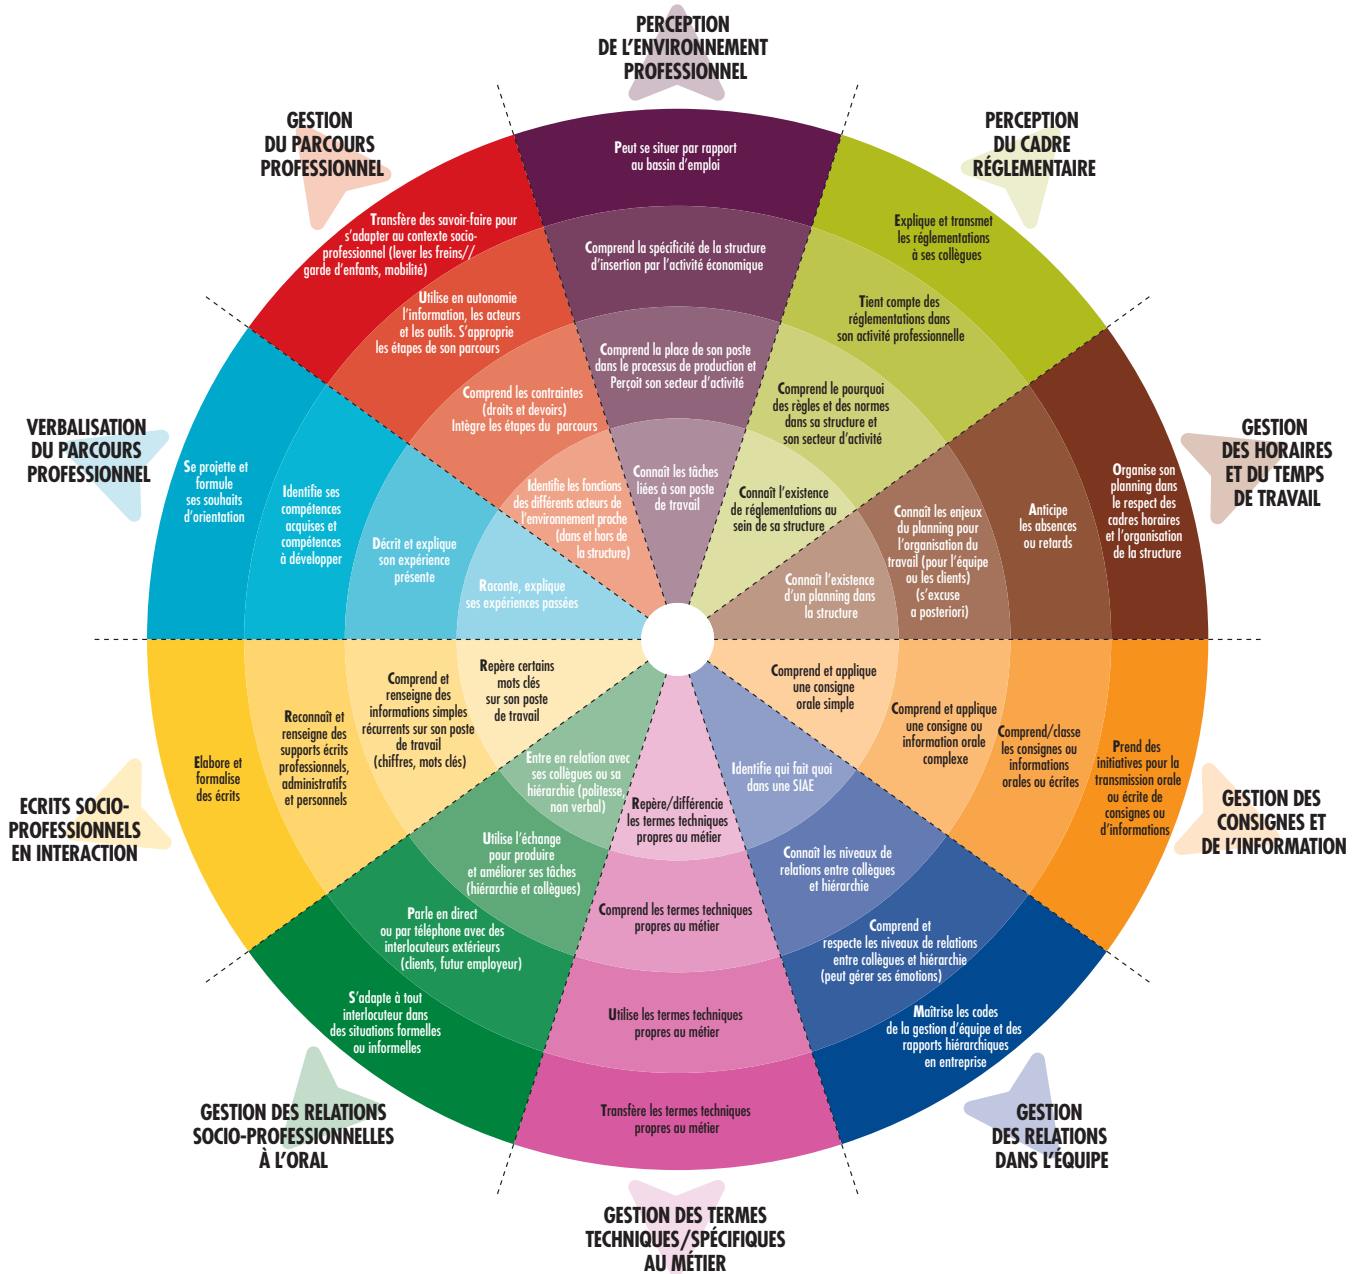 PERCEPTION
DE L’ENVIRONNEMENT
PROFESSIONNEL
Peut se situer par rapport
au bassin d’emploi
Comprend la spécificité de la structure
d’insertion par l’activité économique
Comprend la place de son poste
dans le processus de production et
Perçoit son secteur d’activité
Connaît les tâches
liées à son poste
de travail
PERCEPTION
DU CADRE
RÉGLEMENTAIRE
Explique et transmet
les réglementations
à ses collègues
Tient compte des
réglementations dans
son activité professionnelle
Comprend le pourquoi
des règles et des normes
dans sa structure et
son secteur d’activité
Connaît l’existence
de réglementations au
sein de sa structure
GESTION
DES HORAIRES
ET DU TEMPS
DE TRAVAIL
Organise son
planning dans
le respect des
cadres horaires
et l’organisation
de la structure
Anticipe
les absences
ou retards
Connaît les enjeux
du planning pour
l’organisation du
travail (pour l’équipe
ou les clients)
(s’excuse
a posteriori)
Connaît l’existence
d’un planning dans
la structure
GESTION DES
CONSIGNES ET
DE L’INFORMATION
Prend des
initiatives pour la
transmission orale
ou écrite de
consignes ou
d’informations
Comprend/classe
les consignes ou
informations
orales ou écrites
Comprend et applique
une consigne ou
information orale
complexe
Comprend et applique
une consigne
orale simple
GESTION
DES RELATIONS
DANS L’ÉQUIPE
Maîtrise les codes
de la gestion d’équipe et des
rapports hiérarchiques
en entreprise
Comprend et
respecte les niveaux de relations
entre collègues et hiérarchie
(peut gérer ses émotions)
Connaît les niveaux de
relations entre collègues
et hiérarchie
Identifie qui fait quoi
dans une SIAE
GESTION DES TERMES
TECHNIQUES/SPÉCIFIQUES
AU MÉTIER
Transfère les termes techniques
propres au métier
Utilise les termes techniques
propres au métier
Comprend les termes techniques
propres au métier
Repère/différencie
les termes techniques
propres au métier
GESTION DES RELATIONS
SOCIO-PROFESSIONNELLES
À L’ORAL
S’adapte à tout
interlocuteur dans
des situations formelles
ou informelles
Parle en direct
ou par téléphone avec des
interlocuteurs extérieurs
(clients, futur employeur)
Utilise l’échange
pour produire
et améliorer ses tâches
(hiérarchie et collègues)
Entre en relation avec
ses collègues ou sa
hiérarchie (politesse,
non verbal)
ECRITS SOCIO-
PROFESSIONNELS
EN INTERACTION
Elabore et
formalise
des écrits
Reconnaît et
renseigne des
supports écrits
professionnels,
administratifs
et personnels
Comprend et
renseigne des
informations simples
récurrents sur son poste
de travail
(chiffres, mots clés)
Repère certains
mots clés
sur son poste
de travail
VERBALISATION
DU PARCOURS
PROFESSIONNEL
Se projette et
formule
ses souhaits
d’orientation
Identifie ses
compétences
acquises et
compétences
à développer
Décrit et explique
son expérience
présente
Raconte, explique
ses expériences passées
GESTION
DU PARCOURS
PROFESSIONNEL
Transfère des savoir-faire pour
s’adapter au contexte socio-
professionnel (lever les freins//
garde d’enfants, mobilité)
Utilise en autonomie
l’information, les acteurs
et les outils. S’approprie
les étapes de son parcours
Comprend les contraintes
(droits et devoirs)
Intègre les étapes du parcours
Identifie les fonctions
des différents acteurs de
l’environnement proche
(dans et hors de
la structure)